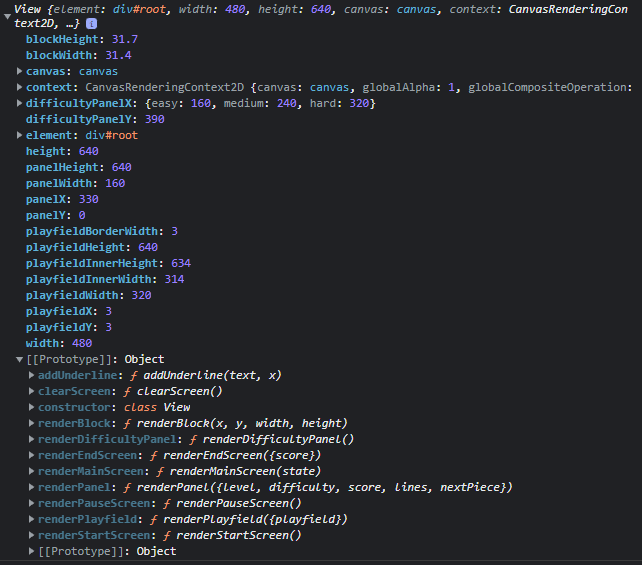 View {element: div#root, width: 480, height: 640, canvas: canvas, context: CanvasRenderingCon
text2D, …} i
blockHeight: 31.7
blockWidth: 31.4
canvas: canvas
context: CanvasRenderingContext2D {canvas: canvas, globalAlpha: 1, globalCompositeOperation:
difficultyPanelX: {easy: 160, medium: 240, hard: 320}
difficultyPanelY: 390
element: div#root
height: 640
panelHeight: 640
panelWidth: 160
panelX: 330
panelY: 0
playfieldBorderWidth: 3
playfieldHeight: 640
playfieldInnerHeight: 634
playfieldInnerWidth: 314
playfieldWidth: 320
playfieldX: 3
playfieldY: 3
width: 480
[[Prototype]]: Object
addUnderline: ƒ addUnderline(text, x)
clearScreen: ƒ clearScreen()
constructor: class View
renderBlock: ƒ renderBlock(x, y, width, height)
renderDifficultyPanel: ƒ renderDifficultyPanel()
renderEndScreen: ƒ renderEndScreen({score})
renderMainScreen: ƒ renderMainScreen(state)
renderPanel: ƒ renderPanel({level, difficulty, score, lines, nextPiece})
renderPauseScreen: ƒ renderPauseScreen()
renderPlayfield: ƒ renderPlayfield({playfield})
renderStartScreen: ƒ renderStartScreen()
[[Prototype]]: Object